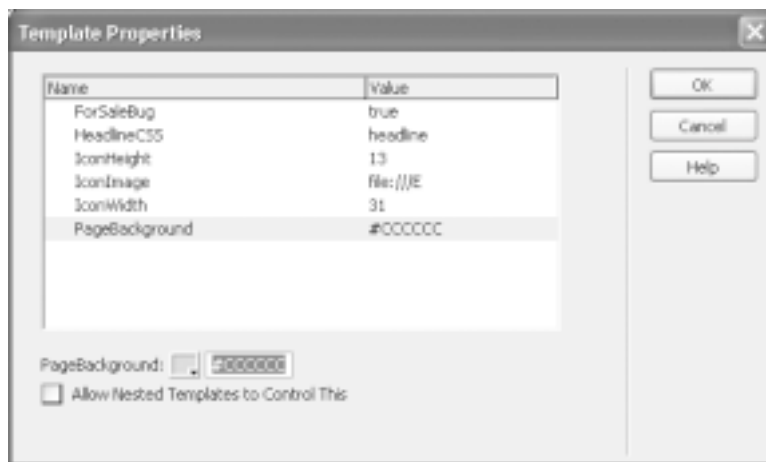 Template Properties
Name Value
ForSaleBug true
HeadlineCSS headline
IconHeight 13
IconImage file:///E
IconWidth 31
PageBackground #CCCCCC
PageBackground: #CCCCCC
Allow Nested Templates to Control This
OK
Cancel
Help